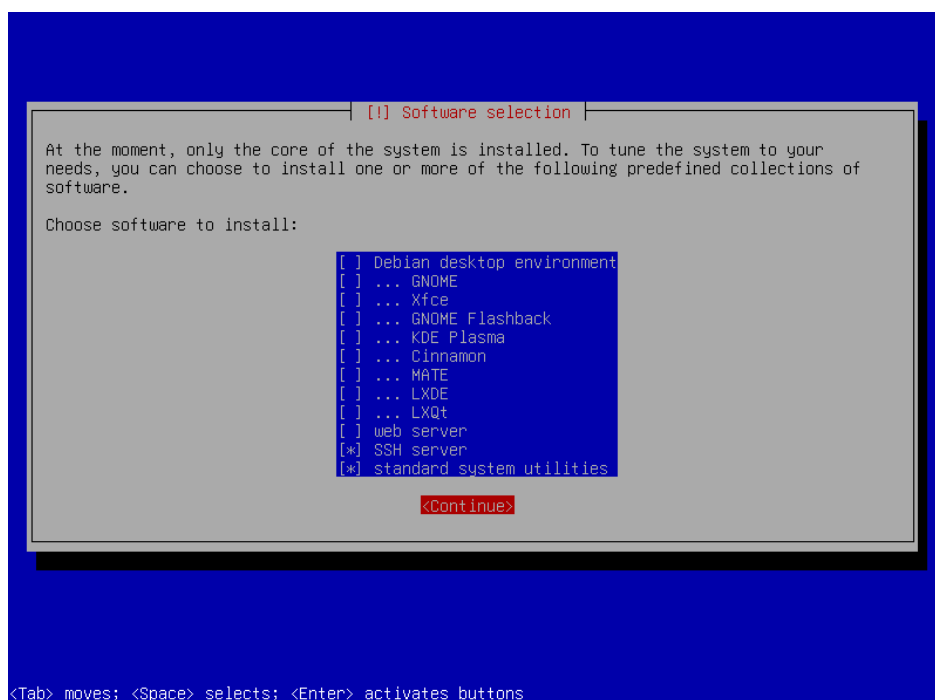 [!] Software selection
At the moment, only the core of the system is installed. To tune the system to your
needs, you can choose to install one or more of the following predefined collections of
software.
Choose software to install:
[ ] Debian desktop environment
[ ] ... GNOME
[ ] ... Xfce
[ ] ... GNOME Flashback
[ ] ... KDE Plasma
[ ] ... Cinnamon
[ ] ... MATE
[ ] ... LXDE
[ ] ... LXQt
[ ] web server
[*] SSH server
[*] standard system utilities
<Continue>
<Tab> moves; <Space> selects; <Enter> activates buttons